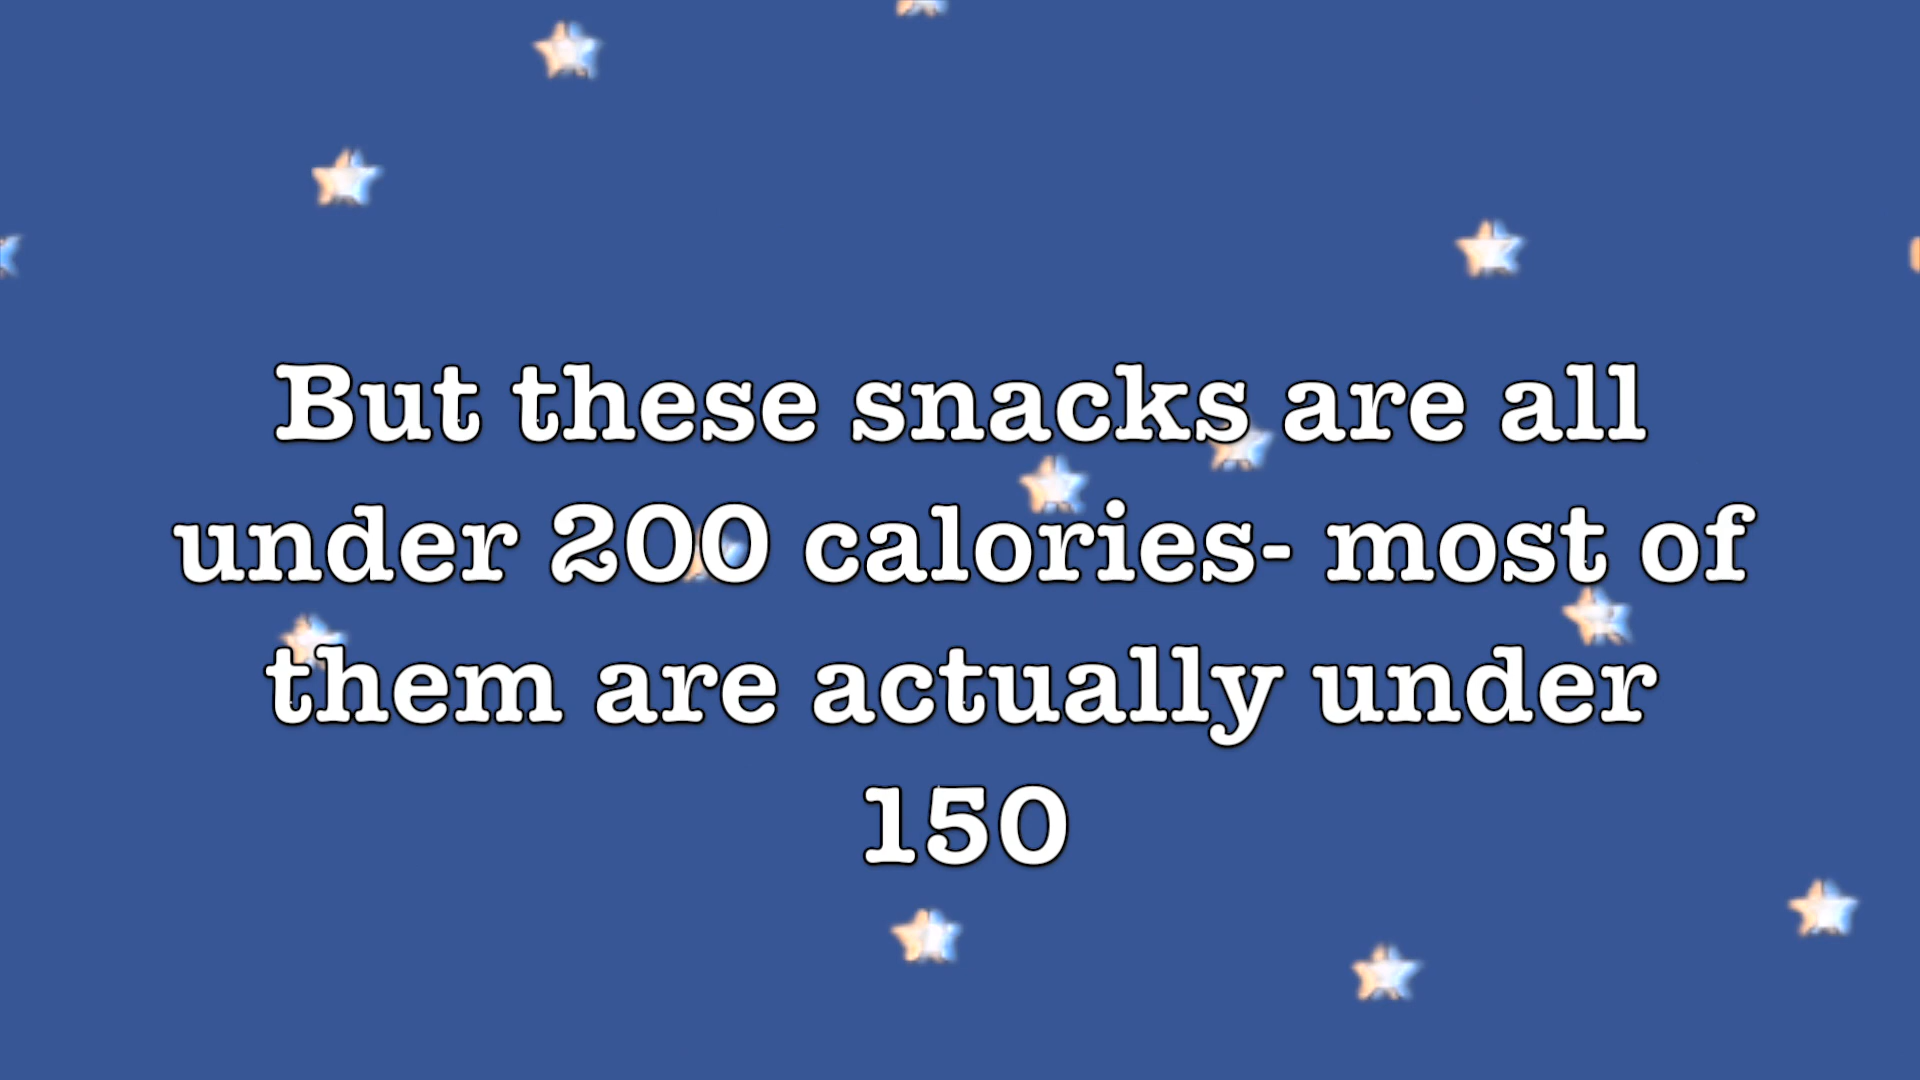 But these snacks are all
under 200 calories- most of
them are actually under
150